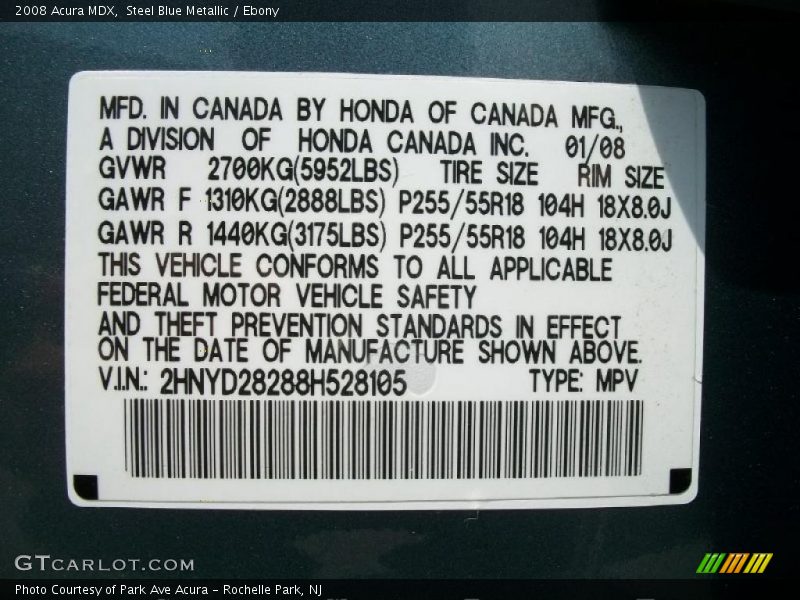 2008 Acura MDX,  Steel Blue Metallic / Ebony
MFD. IN CANADA BY HONDA OF CANADA MFG.,
A DIVISION OF HONDA CANADA INC. 01/08
GVWR 2700KG(5952LBS) TIRE SIZE RIM SIZE
GAWR F 1310KG(2888LBS) P255/55R18 104H 18X8.0J
GAWR R 1440KG(3175LBS) P255/55R18 104H 18X8.0J
THIS VEHICLE CONFORMS TO ALL APPLICABLE
FEDERAL MOTOR VEHICLE SAFETY
AND THEFT PREVENTION STANDARDS IN EFFECT
ON THE DATE OF MANUFACTURE SHOWN ABOVE.
V.I.N.: 2HNYD28288H528105 TYPE: MPV
GTCARLOT.COM
Photo Courtesy of Park Ave Acura - Rochelle Park, NJ